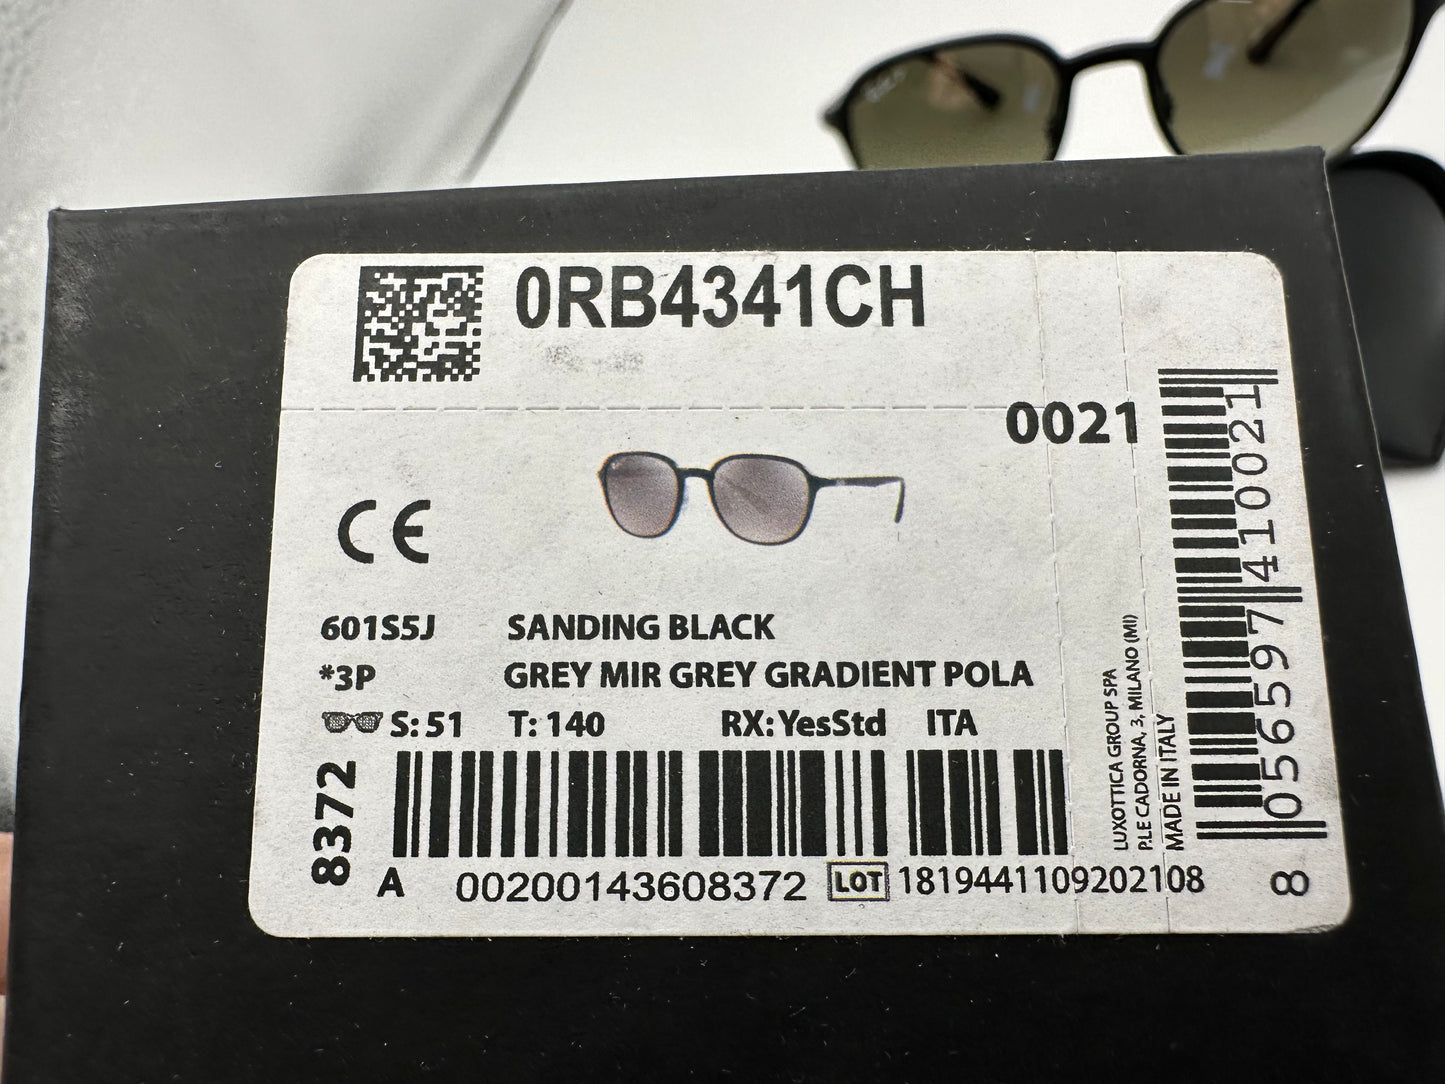 0RB4341CH
0021
CE
601S5J SANDING BLACK
*3P GREY MIR GREY GRADIENT POLA
S: 51 T: 140 RX: YesStd ITA
8372
A 00200143608372 LOT 1819441109202108
LUXOTTICA GROUP SPA
P.LE CADORNA, 3, MILANO (MI)
MADE IN ITALY
8 056597 410021